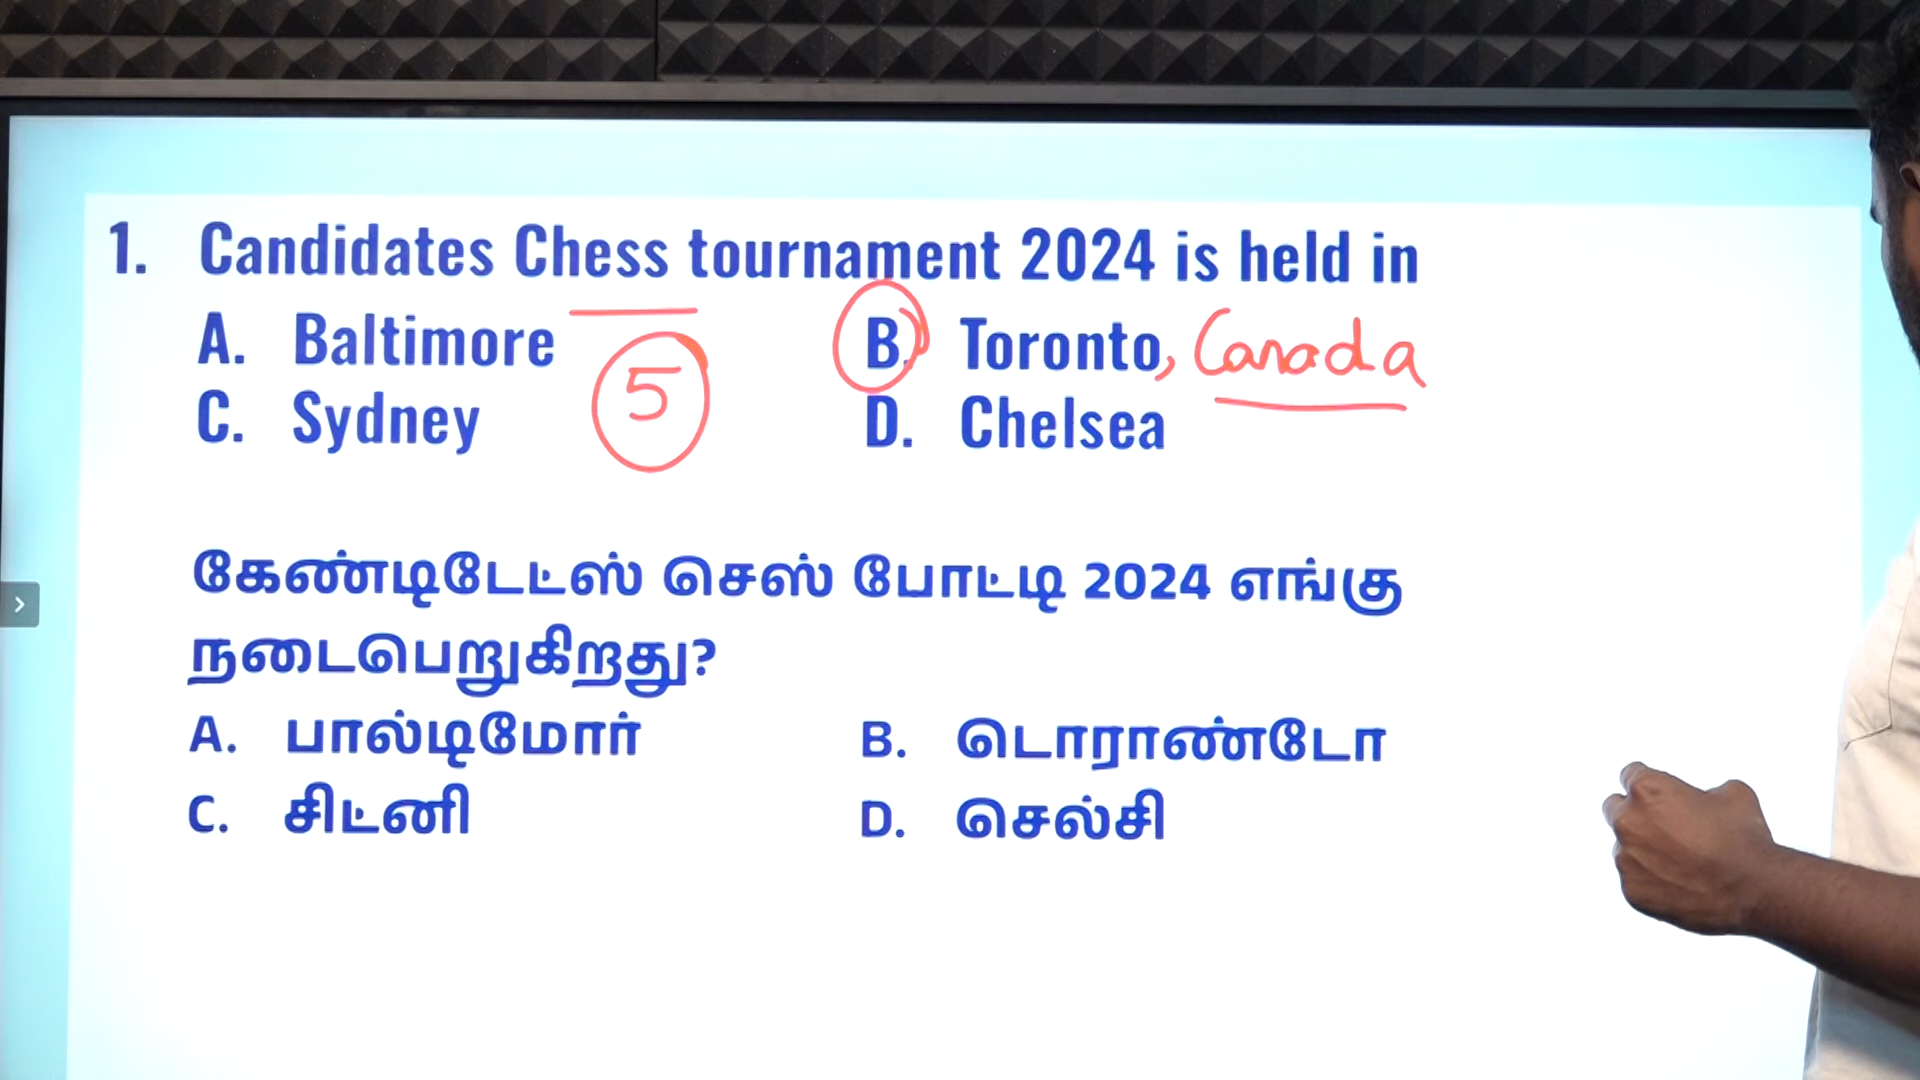 1. Candidates Chess tournament 2024 is held in
A. Baltimore B. Toronto, Canada
5
C. Sydney D. Chelsea
கேண்டிடேட்ஸ் செஸ் போட்டி 2024 எங்கு
நடைபெறுகிறது?
A. பால்டிமோர் B. டொராண்டோ
C. சிட்னி D. செல்சி